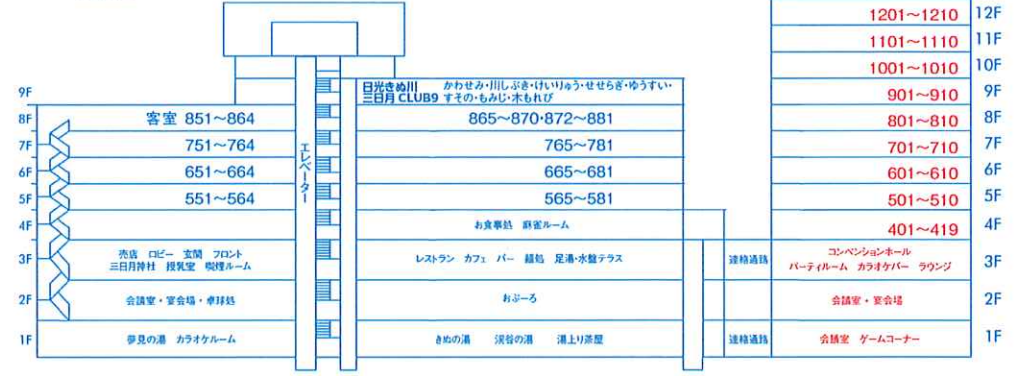 1201～1210 12F
1101～1110 11F
1001～1010 10F
9F
日光きぬ川
三日月 CLUB9
かわせみ・川しぶき・けいりゅう・せせらぎ・ゆうすい・
すその・もみじ・木もれび
901～910 9F
8F 客室 851～864
865～870・872～881
801～810 8F
7F 751～764
765～781
701～710 7F
エレベーター
6F 651～664
665～681
601～610 6F
5F 551～564
565～581
501～510 5F
4F
お食事処 麻雀ルーム
401～419 4F
3F
売店 ロビー 玄関 フロント
三日月神社 授乳室 喫煙ルーム
レストラン カフェ バー 麺処 足湯・水盤テラス
連絡通路
コンベンションホール
パーティルーム カラオケバー ラウンジ
3F
2F 会議室・宴会場・卓球処
おぷーろ
会議室・宴会場 2F
1F 夢見の湯 カラオケルーム
きぬの湯 渓谷の湯 湯上り茶屋
連絡通路
会議室 ゲームコーナー 1F